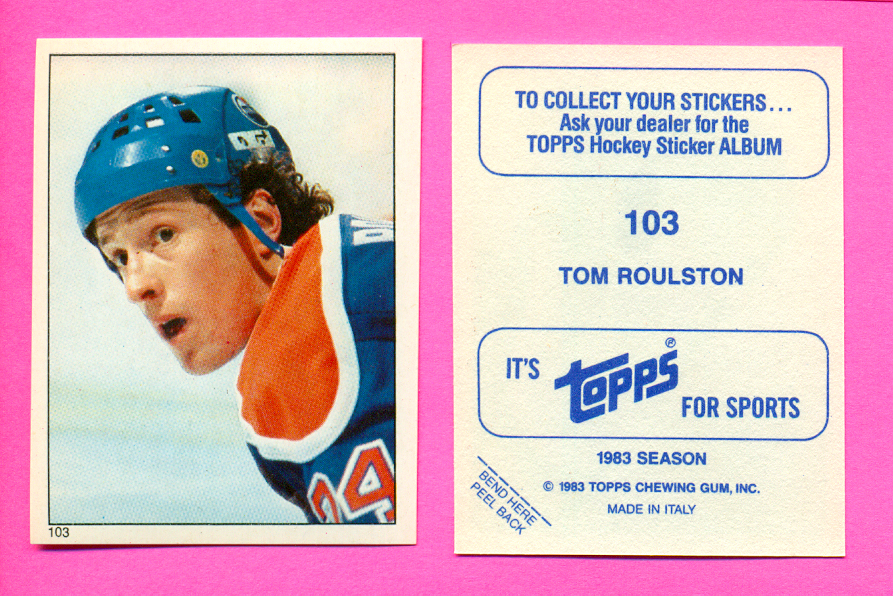 24
103
TO COLLECT YOUR STICKERS...
Ask your dealer for the
TOPPS Hockey Sticker ALBUM
103
TOM ROULSTON
IT'S
topps®
FOR SPORTS
1983 SEASON
© 1983 TOPPS CHEWING GUM, INC.
MADE IN ITALY
BEND HERE
PEEL BACK